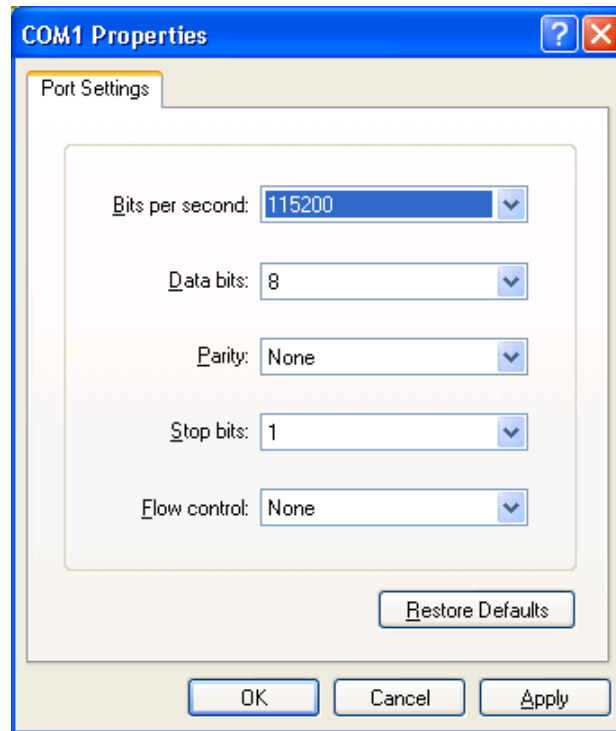 COM1 Properties
Port Settings
Bits per second: 115200
Data bits: 8
Parity: None
Stop bits: 1
Flow control: None
Restore Defaults
OK Cancel Apply